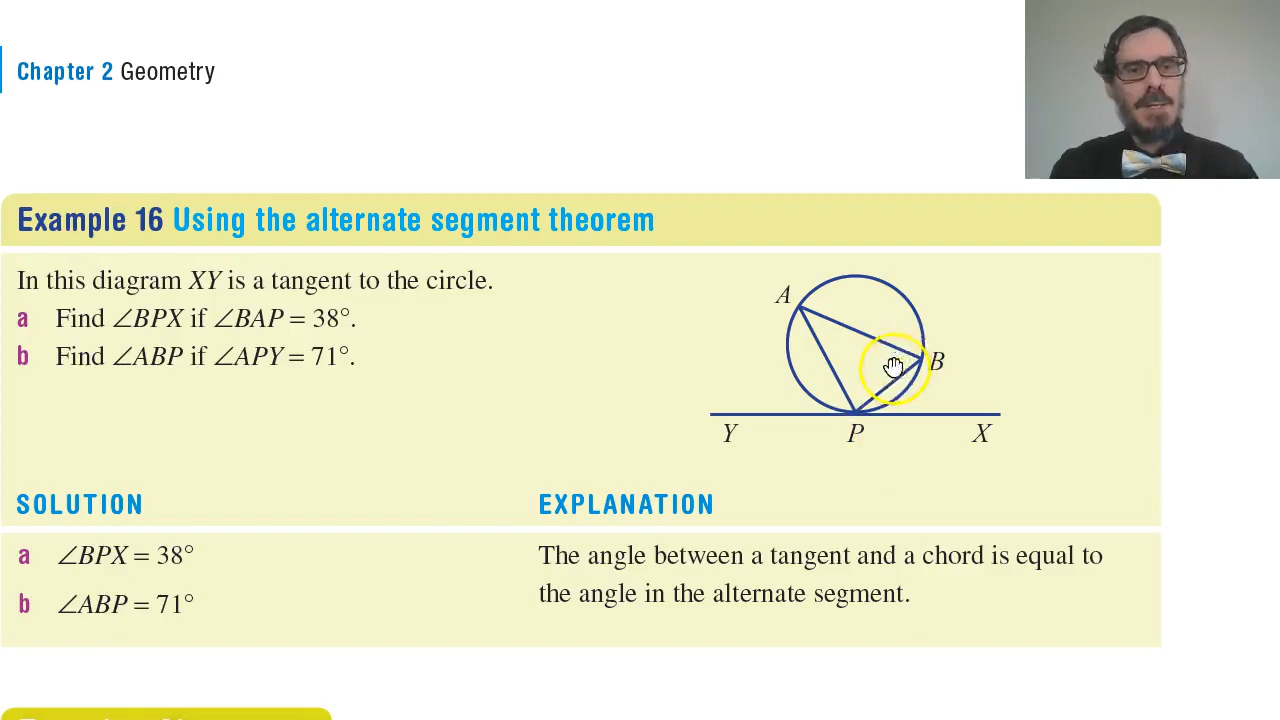 Chapter 2 Geometry
Example 16 Using the alternate segment theorem
In this diagram XY is a tangent to the circle.
a Find ∠BPX if ∠BAP = 38°.
b Find ∠ABP if ∠APY = 71°.
A
B
Y P X
SOLUTION EXPLANATION
a ∠BPX = 38° The angle between a tangent and a chord is equal to
the angle in the alternate segment.
b ∠ABP = 71°